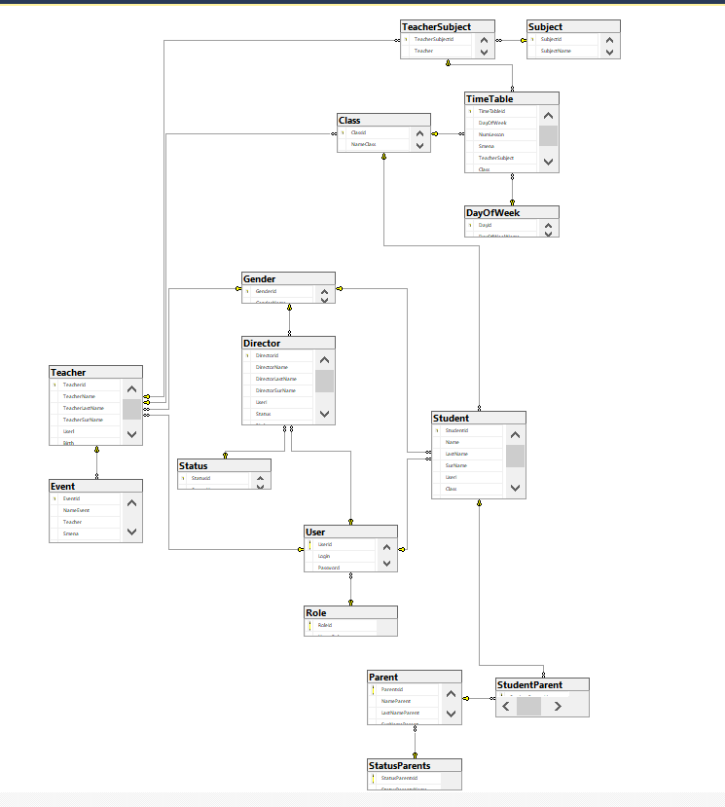 TeacherSubject
TeacherSubjectId
Teacher
Subject
SubjectId
SubjectName
TimeTable
TimeTableId
DayOfWeek
NumLesson
Smena
TeacherSubject
Class
Class
ClassId
NameClass
DayOfWeek
DayId
Gender
GenderId
GenderName
Director
DirectorId
DirectorName
DirectorLastName
DirectorSurName
UserI
Status
Teacher
TeacherId
TeacherName
TeacherLastName
TeacherSurName
UserI
Birth
Student
StudentId
Name
LastName
SurName
UserI
Class
Status
StatusId
Event
EventId
NameEvent
Teacher
Smena
User
UserId
Login
Password
Role
RoleId
Parent
ParentId
NameParent
LastNameParent
SurNameParent
StudentParent
StatusParents
StatusParentId
StatusParentsName